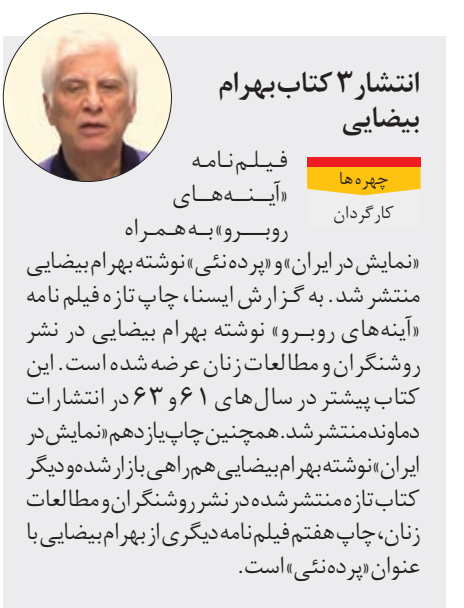 انتشار ۳ کتاب بهرام
بیضایی
چهره‌ها
کارگردان
فیلم‌نامه
«آینه‌های
روبرو» به همراه
«نمایش در ایران» و «پرده‌نئی» نوشته بهرام بیضایی
منتشر شد. به گزارش ایسنا، چاپ تازه فیلم نامه
«آینه‌های روبرو» نوشته بهرام بیضایی در نشر
روشنگران و مطالعات زنان عرضه شده است. این
کتاب پیشتر در سال‌های ۶۱ و ۶۳ در انتشارات
دماوند منتشر شد. همچنین چاپ یازدهم «نمایش در
ایران» نوشته بهرام بیضایی هم راهی بازار شده و دیگر
کتاب تازه منتشر شده در نشر روشنگران و مطالعات
زنان، چاپ هفتم فیلم‌نامه دیگری از بهرام بیضایی با
عنوان «پرده‌نئی» است.